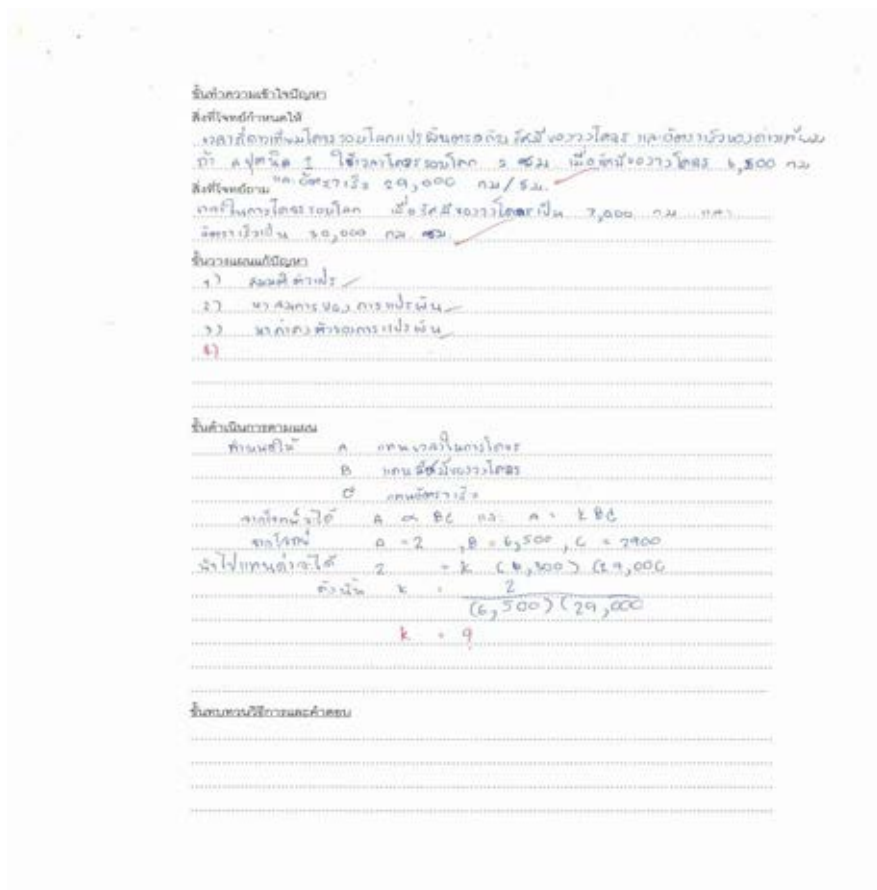 ขั้นทำความเข้าใจปัญหา
สิ่งที่โจทย์กำหนดให้
เวลาที่ดาวเทียมโคจรรอบโลกแปรผันตรงกับรัศมีของวงโคจร และอัตราเร็วของดาวเทียม
ถ้า สปุตนิค 1 ใช้เวลาโคจรรอบโลก 2 ซม เมื่อรัศมีของวงโคจร 6,500 กม
และอัตราเร็ว 29,000 กม/ซม.
สิ่งที่โจทย์ถาม
เวลาในการโคจรรอบโลก เมื่อรัศมีของวงโคจรเป็น 7,000 กม และ
อัตราเร็วเป็น 30,000 กม ซม.
ขั้นวางแผนแก้ปัญหา
1) สมมติตัวแปร
2) หาสมการของการแปรผัน
3) หาค่าคงตัวของการแปรผัน
4)
ขั้นดำเนินการตามแผน
กำหนดให้ A แทนเวลาในการโคจร
B แทนรัศมีของวงโคจร
C แทนอัตราเร็ว
จากโจทย์จะได้ A ∝ BC และ A = kBC
จากโจทย์ A = 2 , B = 6,500 , C = 2900
นำไปแทนค่าจะได้ 2 = k (6,500) (29,000
ดังนั้น k = 2
(6,500) (29,000
k = ?
ขั้นทบทวนวิธีการและคำตอบ